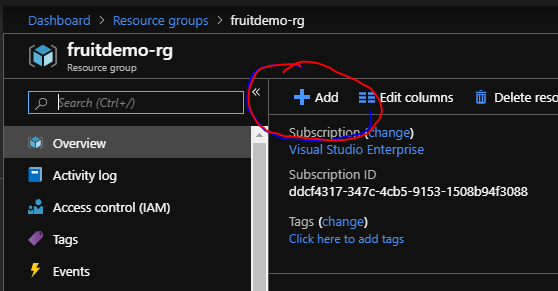 Dashboard > Resource groups > fruitdemo-rg
fruitdemo-rg
Resource group
Search (Ctrl+/)
«
Overview
Activity log
Access control (IAM)
Tags
Events
+ Add
Edit columns
Delete reso
Subscription (change)
Visual Studio Enterprise
Subscription ID
ddcf4317-347c-4cb5-9153-1508b94f3088
Tags (change)
Click here to add tags